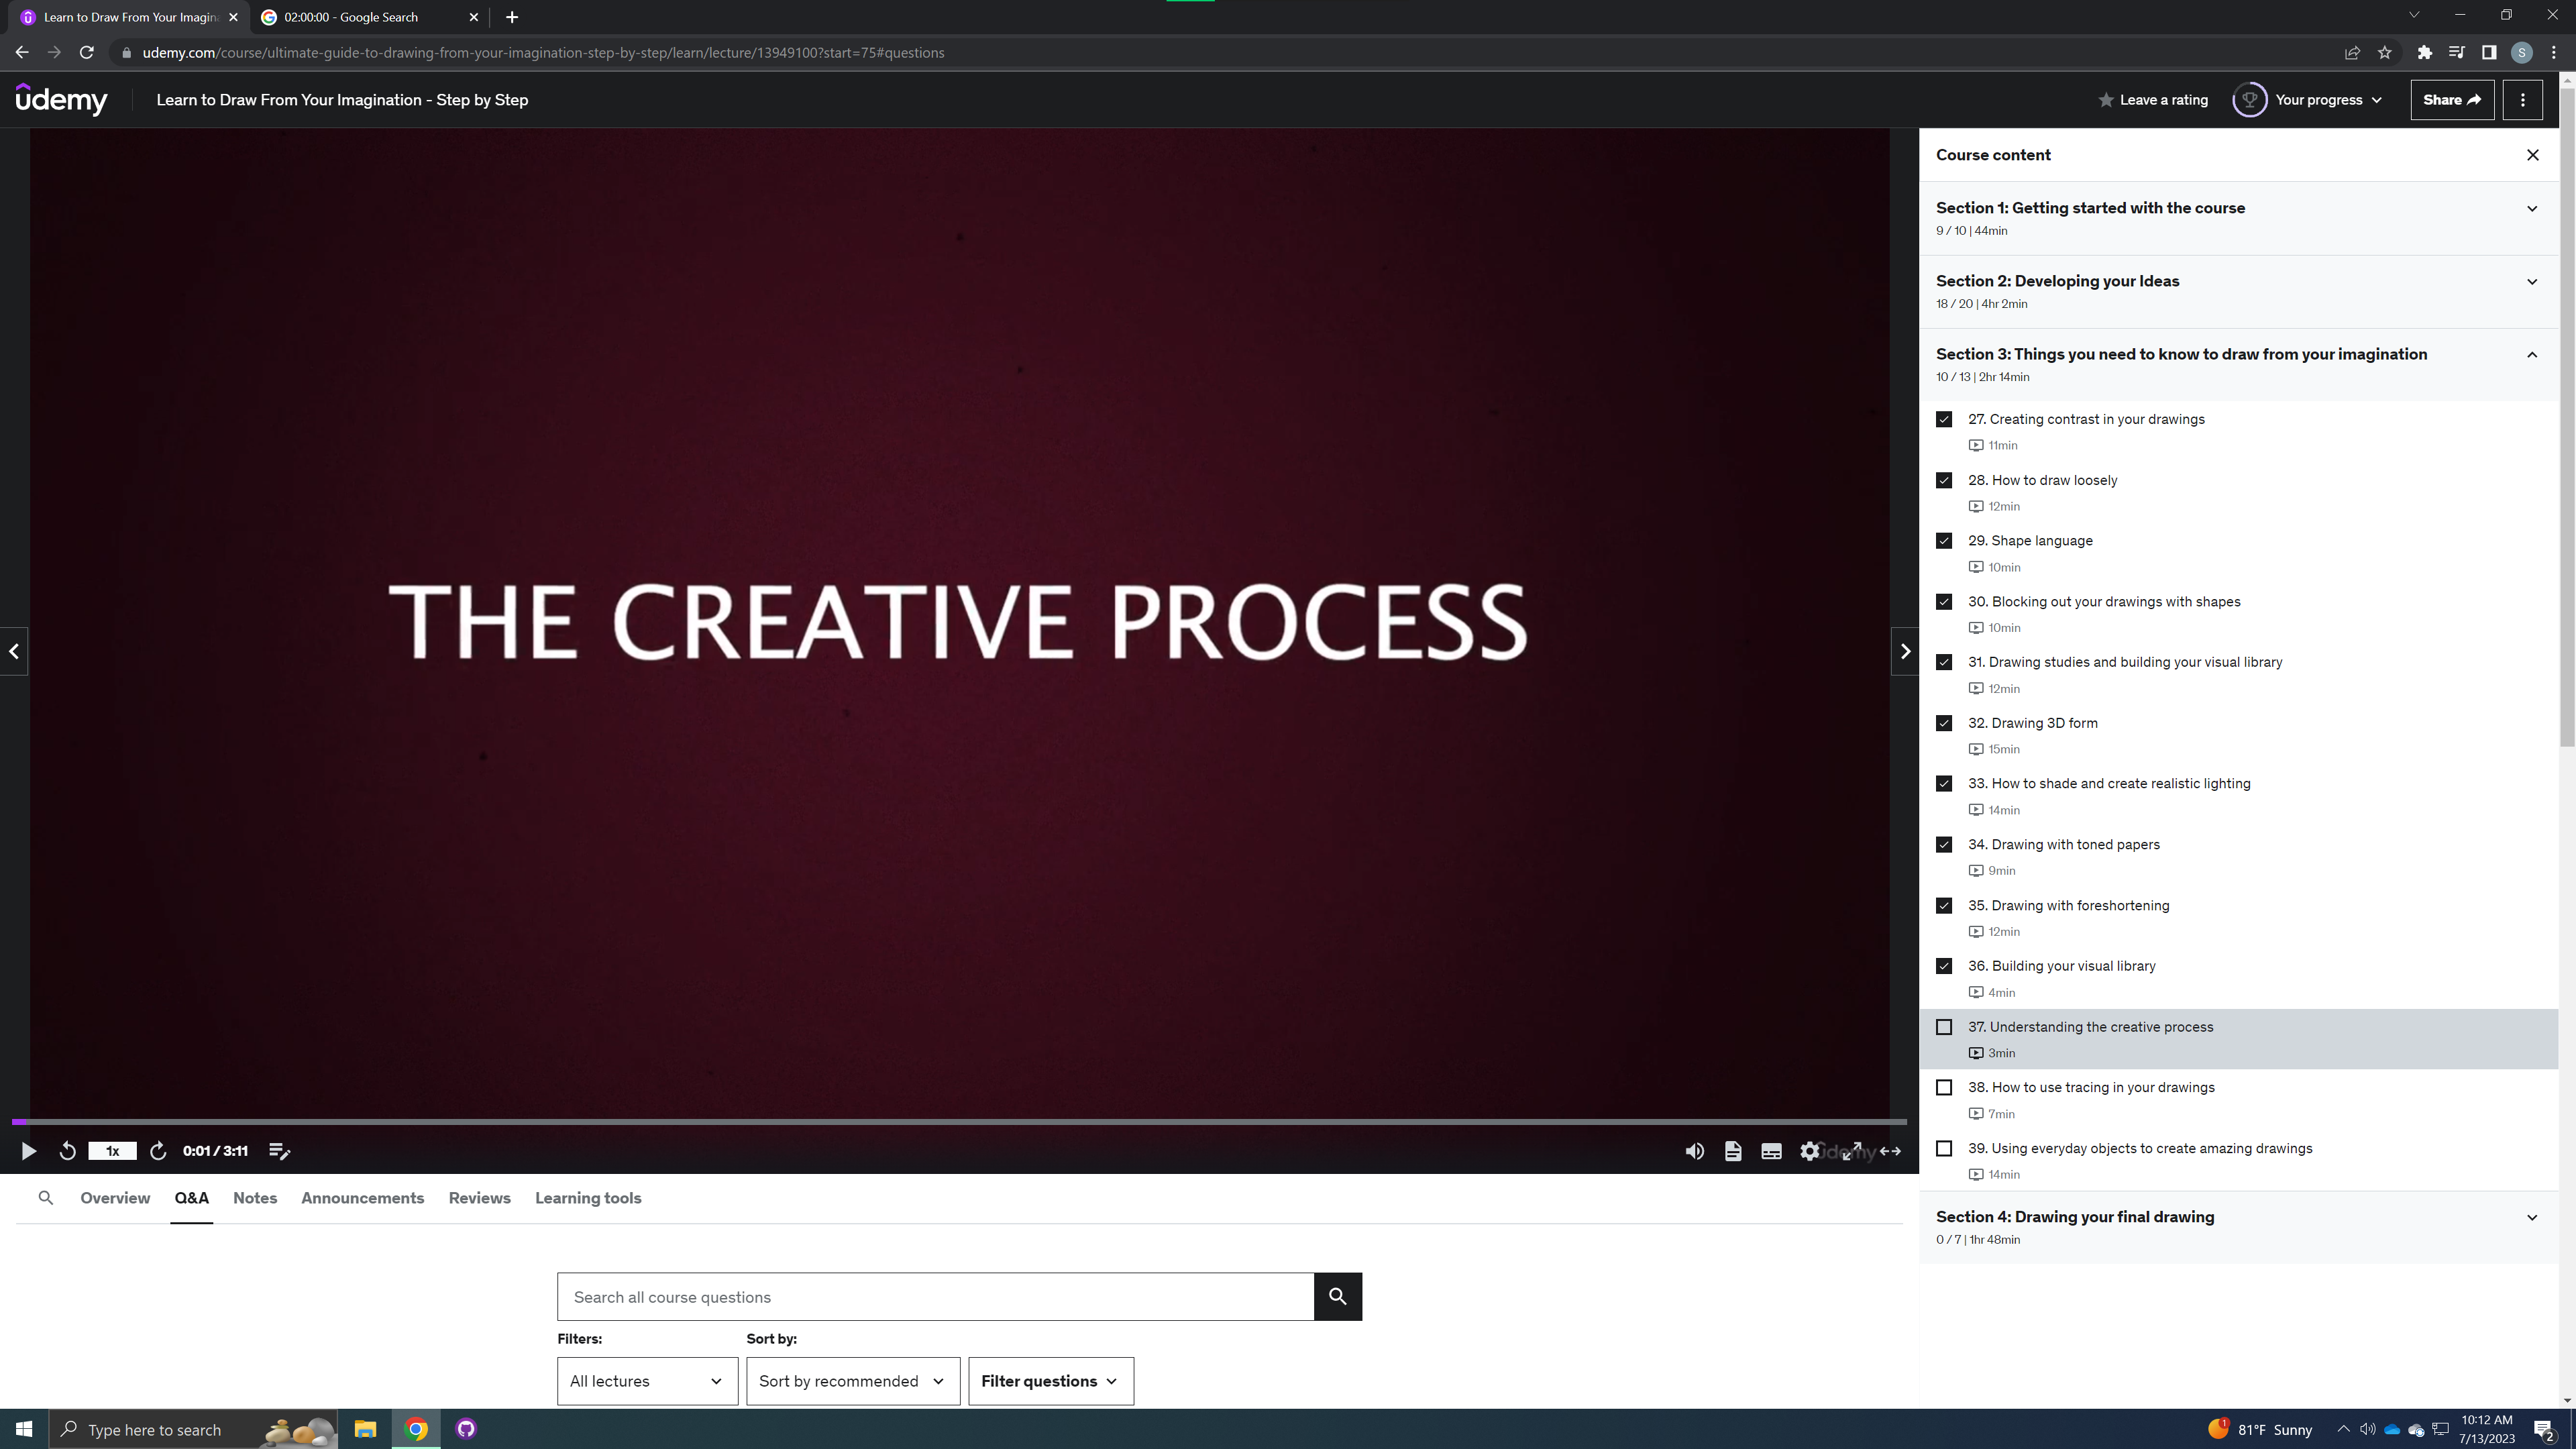 Learn to Draw From Your Imagin
02:00:00 - Google Search
udemy.com/course/ultimate-guide-to-drawing-from-your-imagination-step-by-step/learn/lecture/13949100?start=75#questions
S
udemy
Learn to Draw From Your Imagination - Step by Step
Leave a rating
Your progress
Share
THE CREATIVE PROCESS
1x
0:01 / 3:11
udemy
Course content
Section 1: Getting started with the course
9 / 10 | 44min
Section 2: Developing your Ideas
18 / 20 | 4hr 2min
Section 3: Things you need to know to draw from your imagination
10 / 13 | 2hr 14min
27. Creating contrast in your drawings
11min
28. How to draw loosely
12min
29. Shape language
10min
30. Blocking out your drawings with shapes
10min
31. Drawing studies and building your visual library
12min
32. Drawing 3D form
15min
33. How to shade and create realistic lighting
14min
34. Drawing with toned papers
9min
35. Drawing with foreshortening
12min
36. Building your visual library
4min
37. Understanding the creative process
3min
38. How to use tracing in your drawings
7min
39. Using everyday objects to create amazing drawings
14min
Section 4: Drawing your final drawing
0 / 7 | 1hr 48min
Overview Q&A Notes Announcements Reviews Learning tools
Search all course questions
Filters: Sort by:
All lectures Sort by recommended Filter questions
Type here to search
1
81°F Sunny
10:12 AM
7/13/2023
2